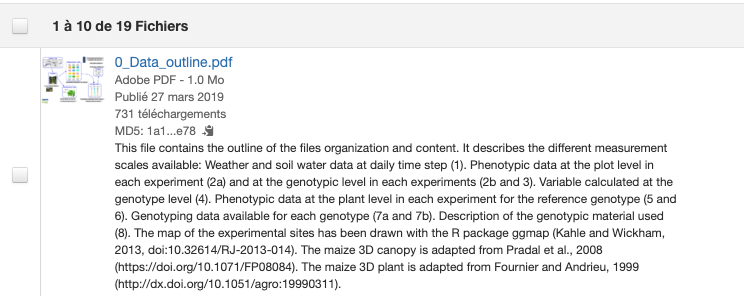 1 à 10 de 19 Fichiers
0_Data_outline.pdf
Adobe PDF - 1.0 Mo
Publié 27 mars 2019
731 téléchargements
MD5: 1a1...e78
This file contains the outline of the files organization and content. It describes the different measurement
scales available: Weather and soil water data at daily time step (1). Phenotypic data at the plot level in
each experiment (2a) and at the genotypic level in each experiments (2b and 3). Variable calculated at the
genotype level (4). Phenotypic data at the plant level in each experiment for the reference genotype (5 and
6). Genotyping data available for each genotype (7a and 7b). Description of the genotypic material used
(8). The map of the experimental sites has been drawn with the R package ggmap (Kahle and Wickham,
2013, doi:10.32614/RJ-2013-014). The maize 3D canopy is adapted from Pradal et al., 2008
(https://doi.org/10.1071/FP08084). The maize 3D plant is adapted from Fournier and Andrieu, 1999
(http://dx.doi.org/10.1051/agro:19990311).